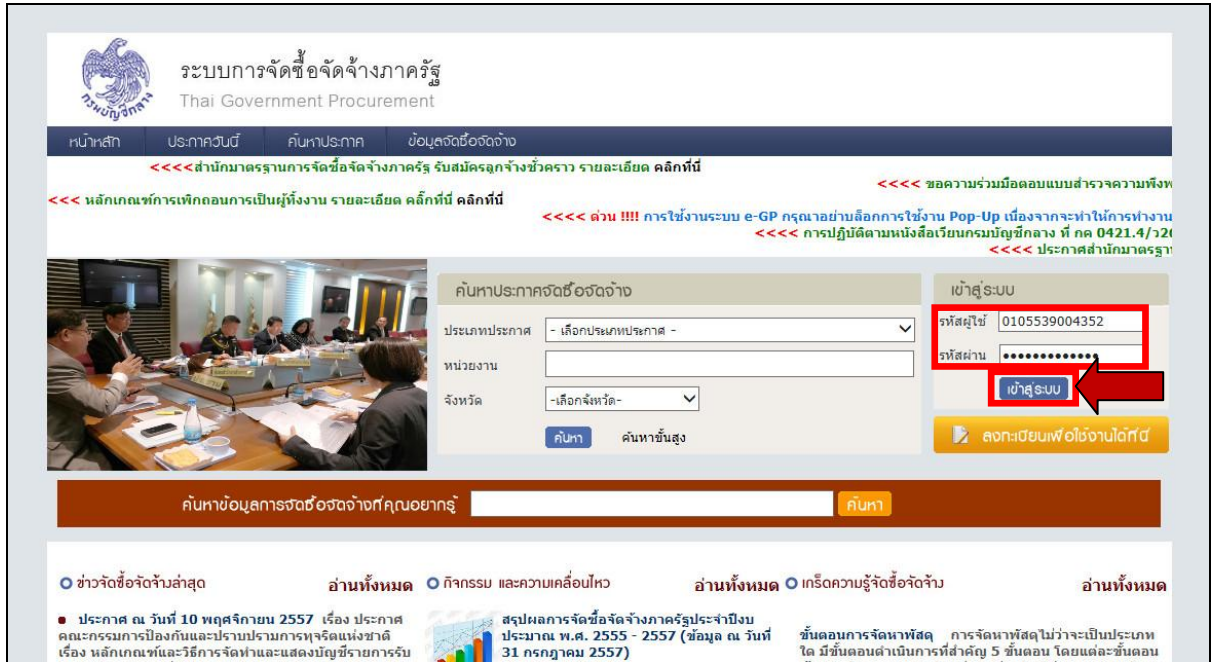 ระบบการจัดซื้อจัดจ้างภาครัฐ
Thai Government Procurement
กรมบัญชีกลาง
หน้าหลัก ประกาศวันนี้ ค้นหาประกาศ ข้อมูลจัดซื้อจัดจ้าง
<<<<สำนักมาตรฐานการจัดซื้อจัดจ้างภาครัฐ รับสมัครลูกจ้างชั่วคราว รายละเอียด คลิกที่นี่
<<<< ขอความร่วมมือตอบแบบสำรวจความพึงพ
<<< หลักเกณฑ์การเพิกถอนการเป็นผู้ทิ้งงาน รายละเอียด คลิ๊กที่นี่ คลิกที่นี่
<<<< ด่วน !!!! การใช้งานระบบ e-GP กรุณาอย่าบล็อกการใช้งาน Pop-Up เนื่องจากจะทำให้การทำงาน
<<<< การปฏิบัติตามหนังสือเวียนกรมบัญชีกลาง ที่ กค 0421.4/ว20
<<<< ประกาศสำนักมาตรฐา
ค้นหาประกาศจัดซื้อจัดจ้าง
ประเภทประกาศ - เลือกประเภทประกาศ -
หน่วยงาน
จังหวัด -เลือกจังหวัด-
ค้นหา ค้นหาขั้นสูง
เข้าสู่ระบบ
รหัสผู้ใช้ 0105539004352
รหัสผ่าน •••••••••••••
เข้าสู่ระบบ
ลงทะเบียนเพื่อใช้งานได้ที่นี่
ค้นหาข้อมูลการจัดซื้อจัดจ้างที่คุณอยากรู้ ค้นหา
ข่าวจัดซื้อจัดจ้างล่าสุด อ่านทั้งหมด
ประกาศ ณ วันที่ 10 พฤศจิกายน 2557 เรื่อง ประกาศ
คณะกรรมการป้องกันและปราบปรามการทุจริตแห่งชาติ
เรื่อง หลักเกณฑ์และวิธีการจัดทำและแสดงบัญชีรายการรับ
กิจกรรม และความเคลื่อนไหว อ่านทั้งหมด
สรุปผลการจัดซื้อจัดจ้างภาครัฐประจำปีงบ
ประมาณ พ.ศ. 2555 - 2557 (ข้อมูล ณ วันที่
31 กรกฎาคม 2557)
เกร็ดความรู้จัดซื้อจัดจ้าง อ่านทั้งหมด
ขั้นตอนการจัดหาพัสดุ การจัดหาพัสดุไม่ว่าจะเป็นประเภท
ใด มีขั้นตอนดำเนินการที่สำคัญ 5 ขั้นตอน โดยแต่ละขั้นตอน